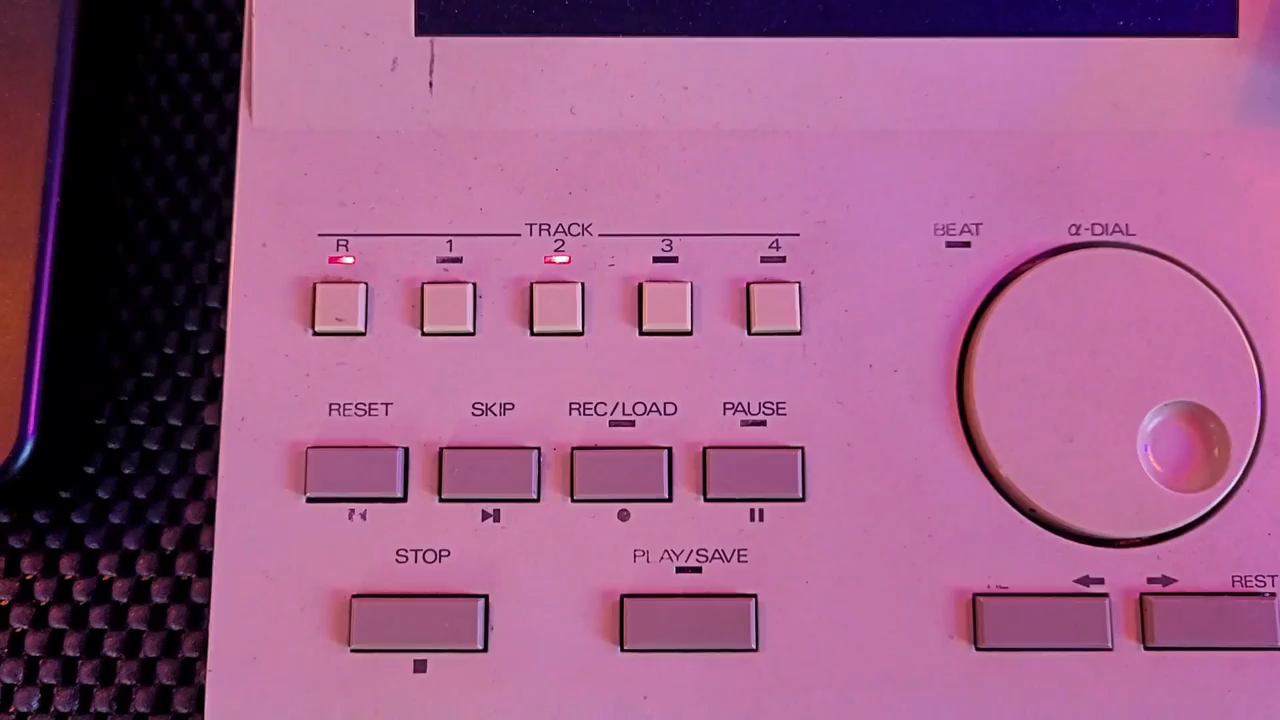 TRACK
R 1 2 3 4
BEAT α-DIAL
RESET SKIP REC/LOAD PAUSE
STOP PLAY/SAVE
REST